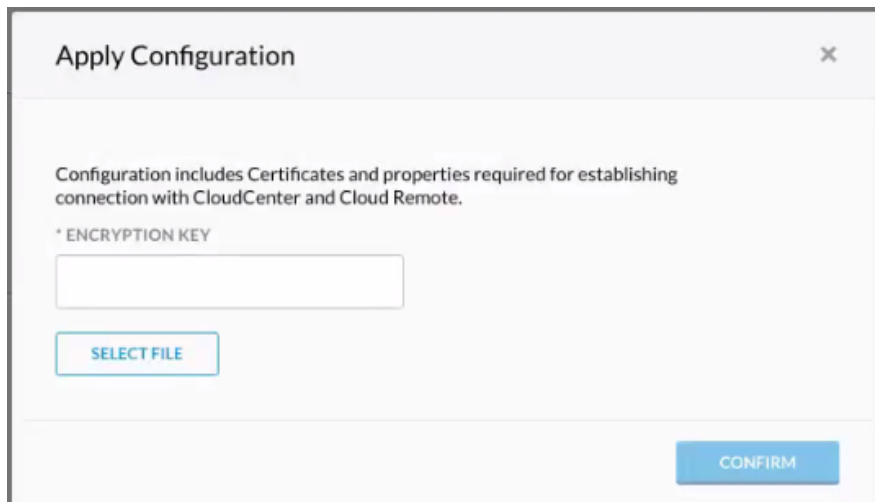 Apply Configuration
Configuration includes Certificates and properties required for establishing
connection with CloudCenter and Cloud Remote.
* ENCRYPTION KEY
SELECT FILE
CONFIRM